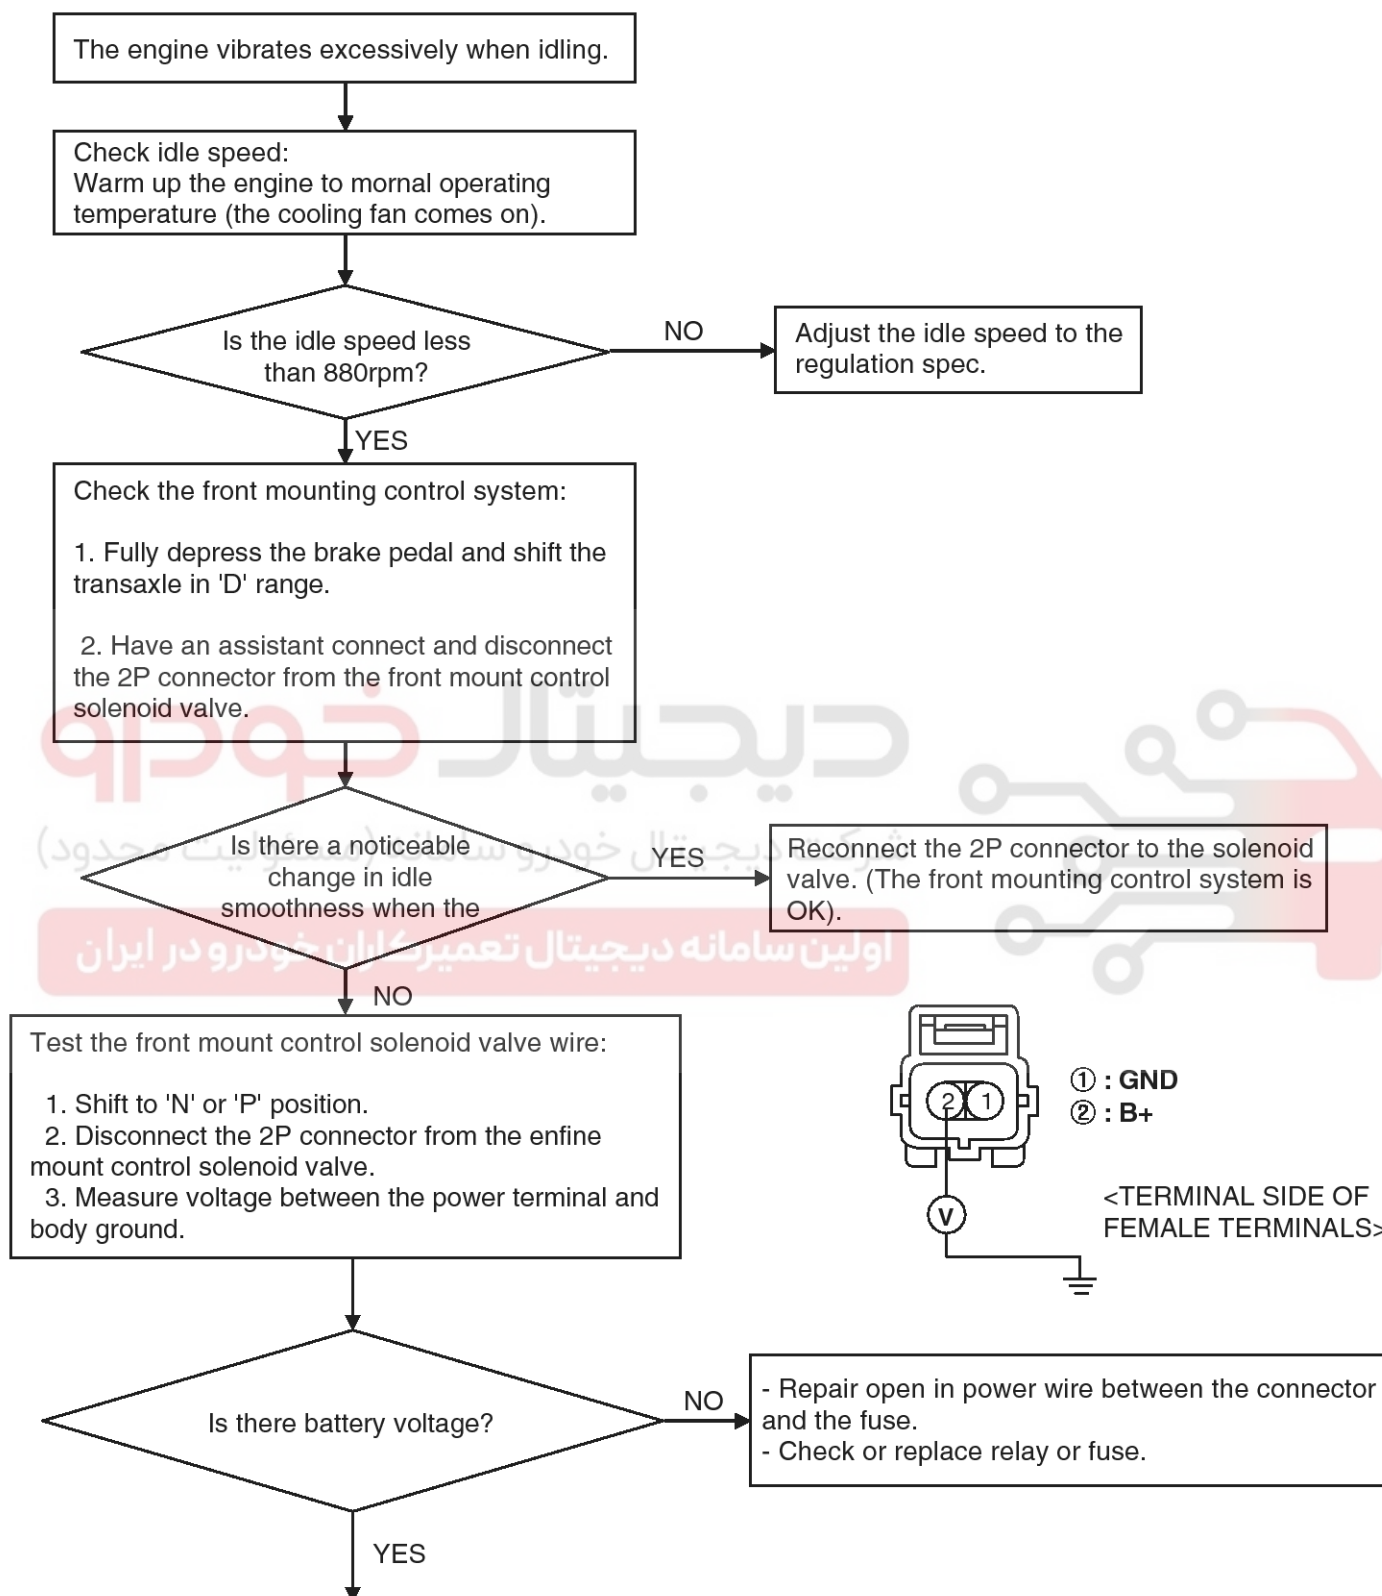 The engine vibrates excessively when idling.
Check idle speed:
Warm up the engine to mornal operating
temperature (the cooling fan comes on).
Is the idle speed less
than 880rpm?
NO
Adjust the idle speed to the
regulation spec.
YES
Check the front mounting control system:
1. Fully depress the brake pedal and shift the
transaxle in 'D' range.
2. Have an assistant connect and disconnect
the 2P connector from the front mount control
solenoid valve.
دیجیتال خودرو
شرکت دیجیتال خودرو سامانه (مسئولیت محدود)
Is there a noticeable
change in idle
smoothness when the
YES
Reconnect the 2P connector to the solenoid
valve. (The front mounting control system is
OK).
اولین سامانه دیجیتال تعمیرکاران خودرو در ایران
NO
Test the front mount control solenoid valve wire:
1. Shift to 'N' or 'P' position.
2. Disconnect the 2P connector from the enfine
mount control solenoid valve.
3. Measure voltage between the power terminal and
body ground.
2 1
① : GND
② : B+
V
<TERMINAL SIDE OF
FEMALE TERMINALS>
Is there battery voltage?
NO
- Repair open in power wire between the connector
and the fuse.
- Check or replace relay or fuse.
YES